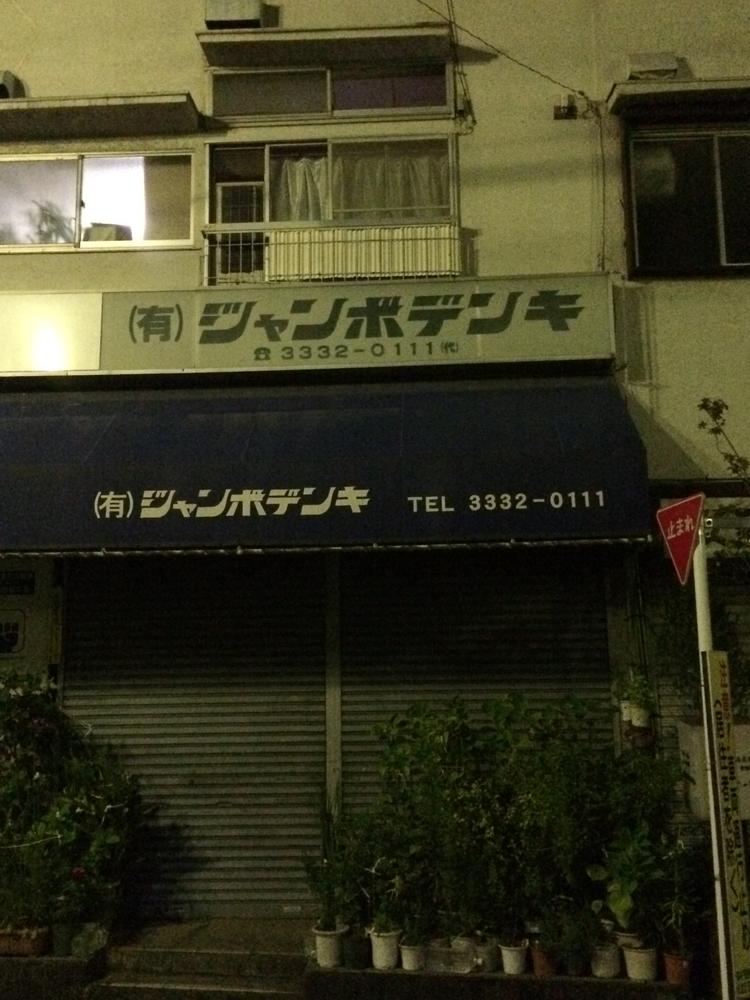 (有)ジャンボデンキ
☎3332-0111(代)
(有)ジャンボデンキ TEL 3332-0111
止まれ